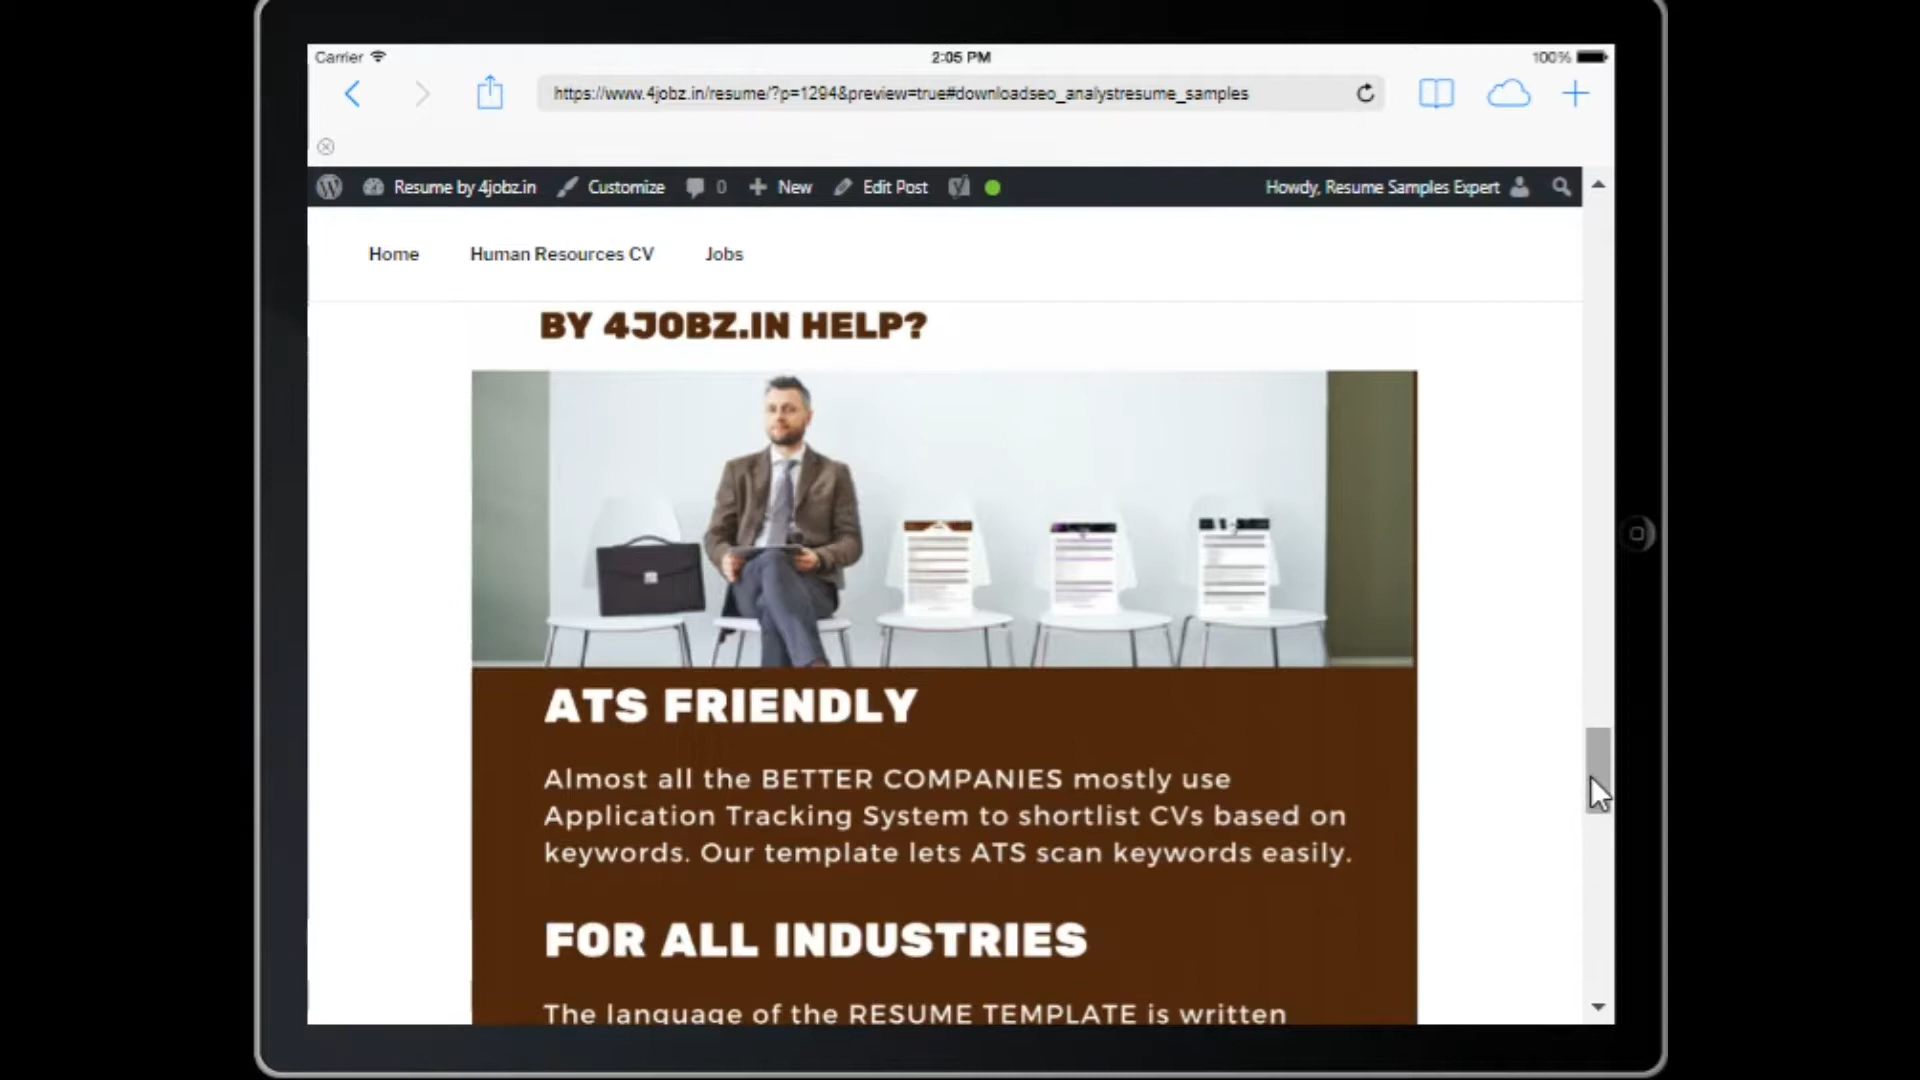 Carrier
2:05 PM
100%
https://www.4jobz.in/resume/?p=1294&preview=true#downloadseo_analystresume_samples
Resume by 4jobz.in
Customize
0
New
Edit Post
Howdy, Resume Samples Expert
Home
Human Resources CV
Jobs
BY 4JOBZ.IN HELP?
ATS FRIENDLY
Almost all the BETTER COMPANIES mostly use
Application Tracking System to shortlist CVs based on
keywords. Our template lets ATS scan keywords easily.
FOR ALL INDUSTRIES
The language of the RESUME TEMPLATE is written